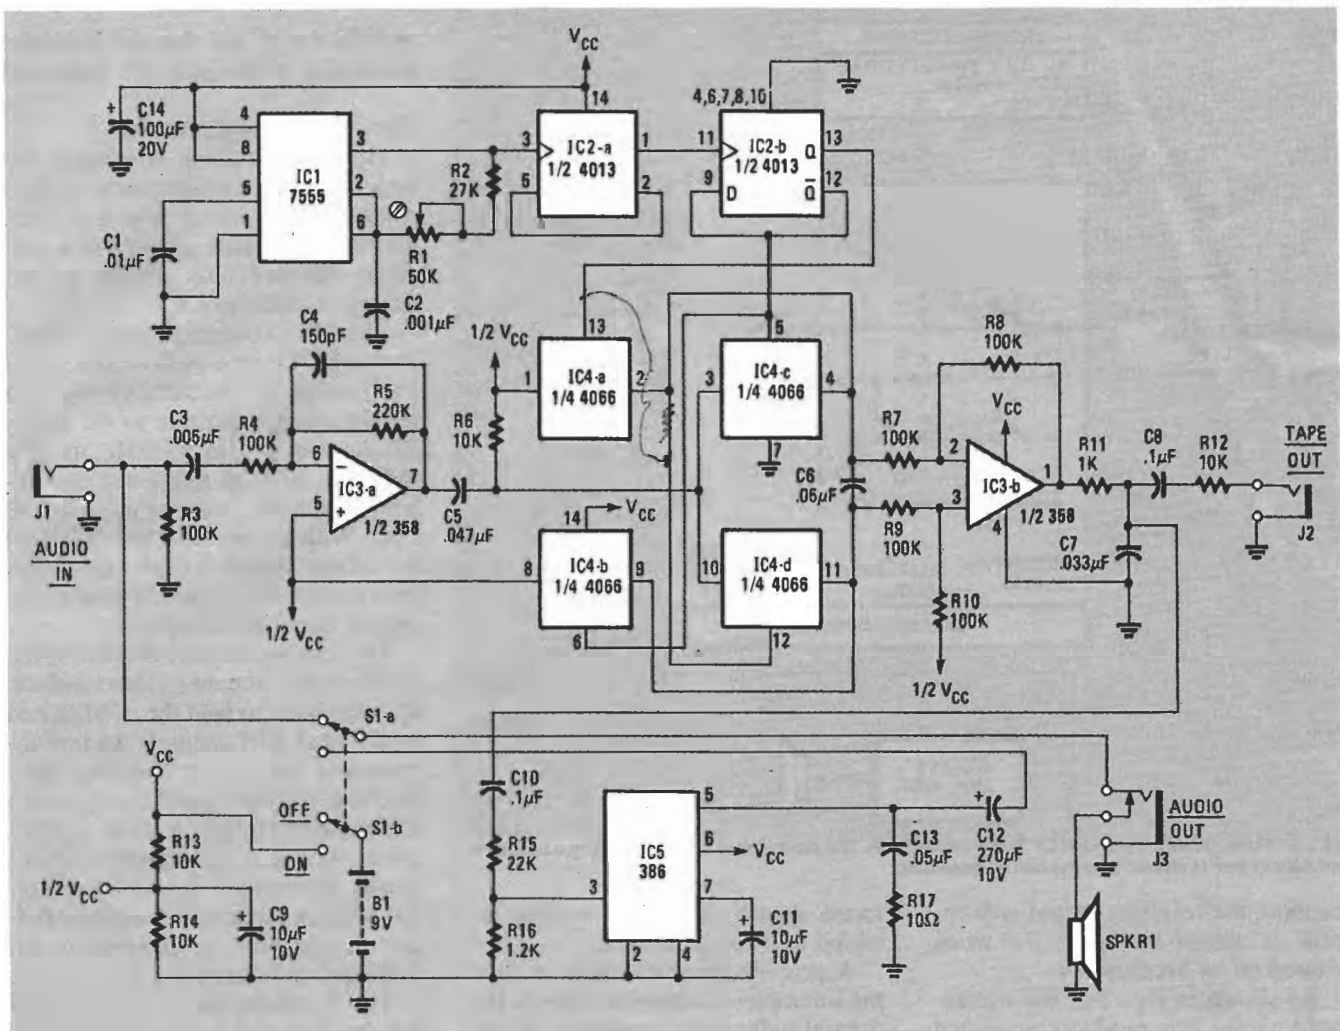 VCC
+
C14
100µF
20V
4
8
5
1
IC1
7555
3
2
6
R2
27K
R1
50K
C1
.01µF
C2
.001µF
14
3
IC2-a
1/2 4013
5
1
2
4,6,7,8,10
11
IC2-b
1/2 4013
9
D
Q
13
Q̅
12
C4
150pF
R5
220K
C3
.005µF
R4
100K
6
−
IC3-a
5
+
7
1/2 358
J1
AUDIO
IN
R3
100K
1/2 VCC
C5
.047µF
1/2 VCC
R6
10K
13
1
IC4-a
1/4 4066
2
5
3
IC4-c
1/4 4066
4
7
14
VCC
8
IC4-b
1/4 4066
9
6
10
IC4-d
1/4 4066
11
12
C6
.05µF
R7
100K
R9
100K
R8
100K
VCC
2
−
3
+
IC3-b
1
4
1/2 358
R10
100K
1/2 VCC
R11
1K
C8
.1µF
R12
10K
C7
.033µF
TAPE
OUT
J2
VCC
R13
10K
1/2 VCC
R14
10K
+
C9
10µF
10V
S1-a
OFF
S1-b
ON
B1
9V
C10
.1µF
R15
22K
R16
1.2K
IC5
386
3
5
6
VCC
7
2
4
+
C11
10µF
10V
C13
.05µF
R17
10Ω
+
C12
270µF
10V
AUDIO
OUT
J3
SPKR1